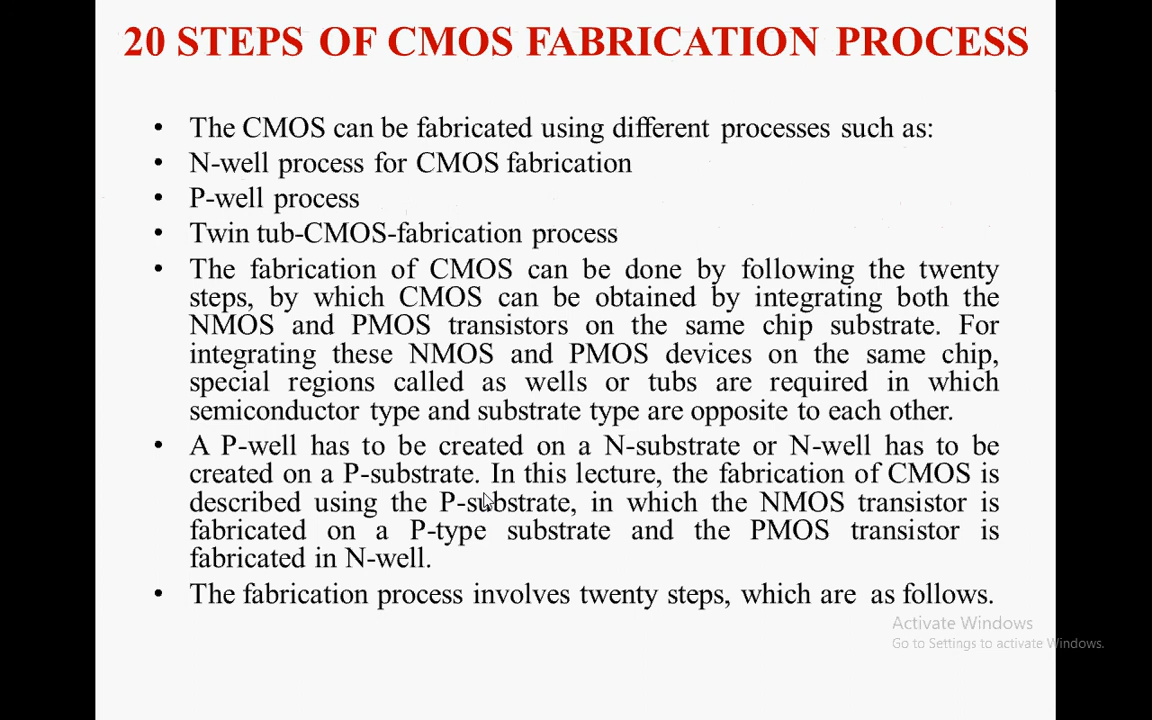 20 STEPS OF CMOS FABRICATION PROCESS
• The CMOS can be fabricated using different processes such as:
• N-well process for CMOS fabrication
• P-well process
• Twin tub-CMOS-fabrication process
• The fabrication of CMOS can be done by following the twenty
steps, by which CMOS can be obtained by integrating both the
NMOS and PMOS transistors on the same chip substrate. For
integrating these NMOS and PMOS devices on the same chip,
special regions called as wells or tubs are required in which
semiconductor type and substrate type are opposite to each other.
• A P-well has to be created on a N-substrate or N-well has to be
created on a P-substrate. In this lecture, the fabrication of CMOS is
described using the P-substrate, in which the NMOS transistor is
fabricated on a P-type substrate and the PMOS transistor is
fabricated in N-well.
• The fabrication process involves twenty steps, which are as follows.
Activate Windows
Go to Settings to activate Windows.